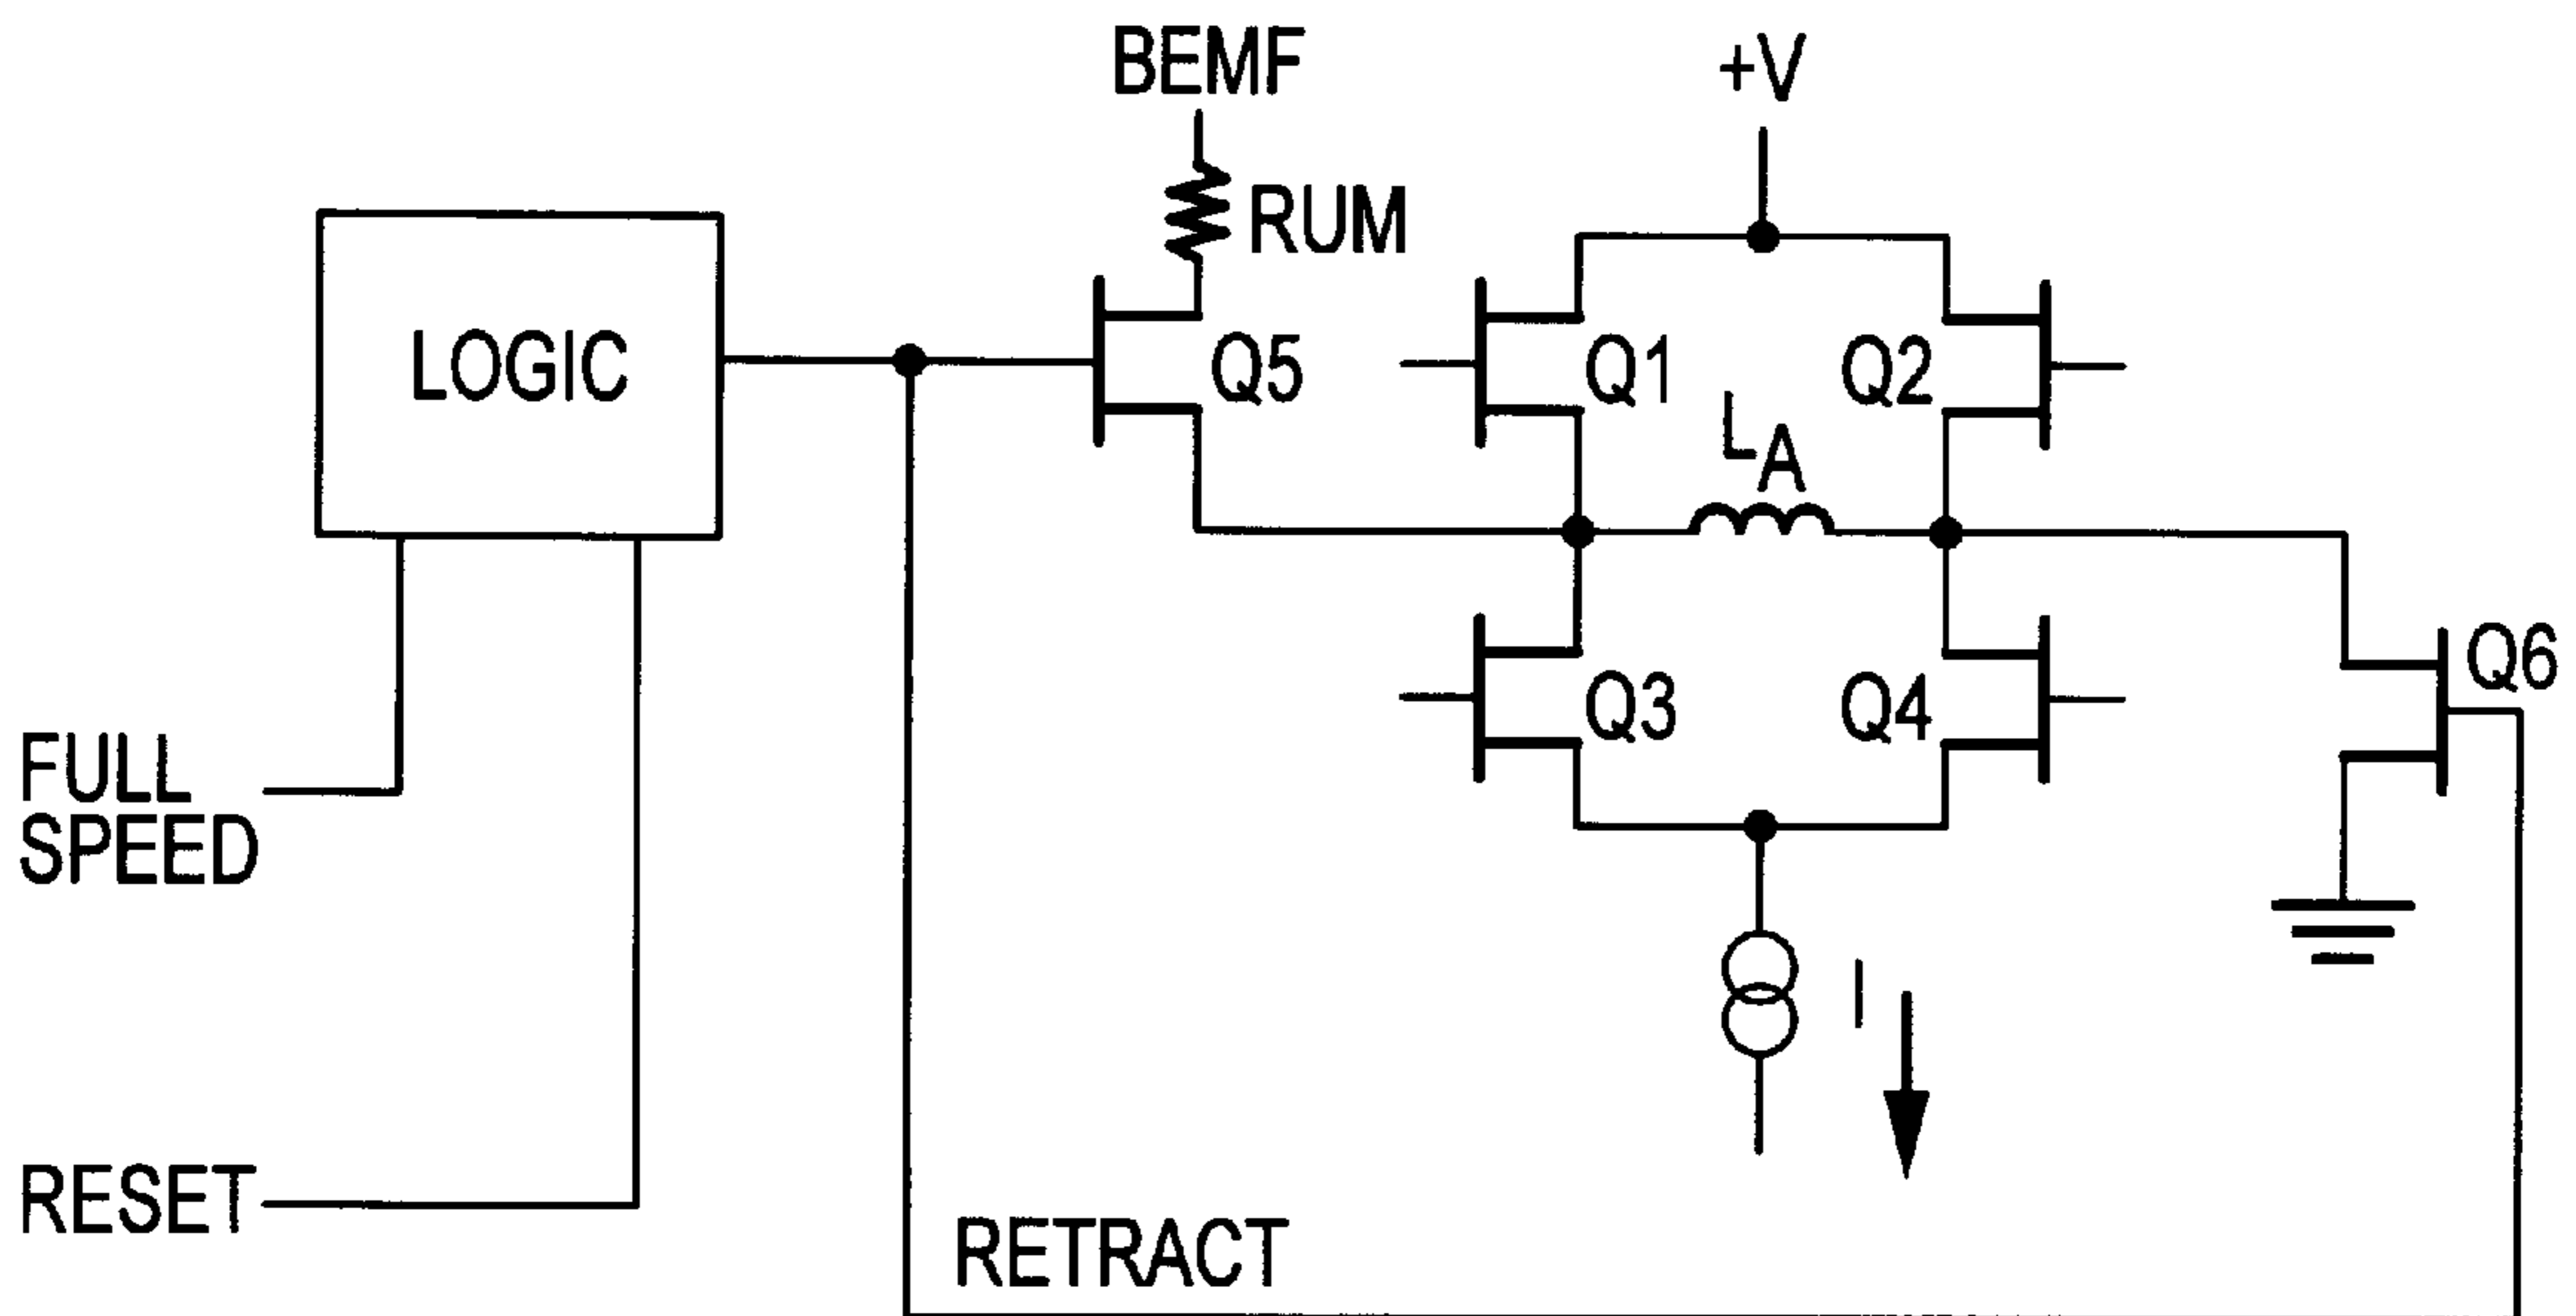 BEMF
+V
RUM
LOGIC
Q5
Q1
Q2
LA
Q3
Q4
Q6
FULL
SPEED
I
RESET
RETRACT